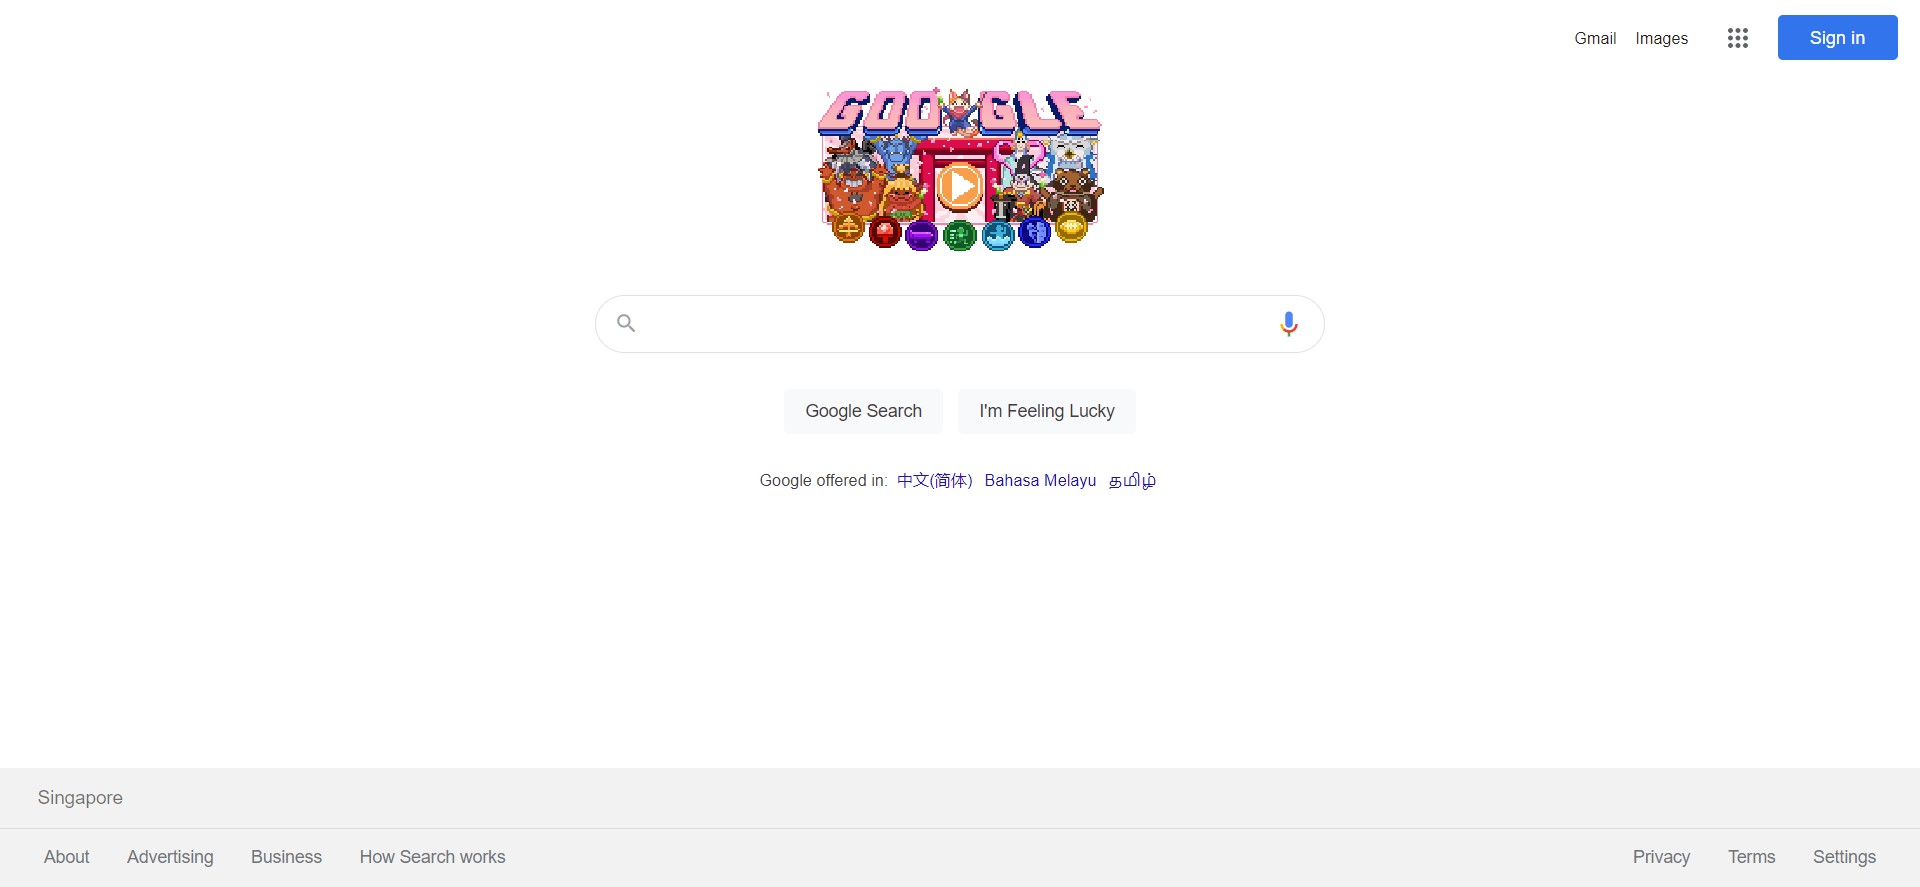 Gmail Images
Sign in
GOOGLE
Google Search
I'm Feeling Lucky
Google offered in: 中文(简体) Bahasa Melayu தமிழ்
Singapore
About Advertising Business How Search works
Privacy Terms Settings